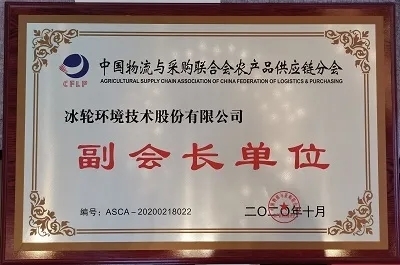 中国物流与采购联合会农产品供应链分会
AGRICULTURAL SUPPLY CHAIN ASSOCIATION OF CHINA FEDERATION OF LOGISTICS & PURCHASING
CFLP
冰轮环境技术股份有限公司
副会长单位
编号：ASCA－20200218022
二〇二〇年十月